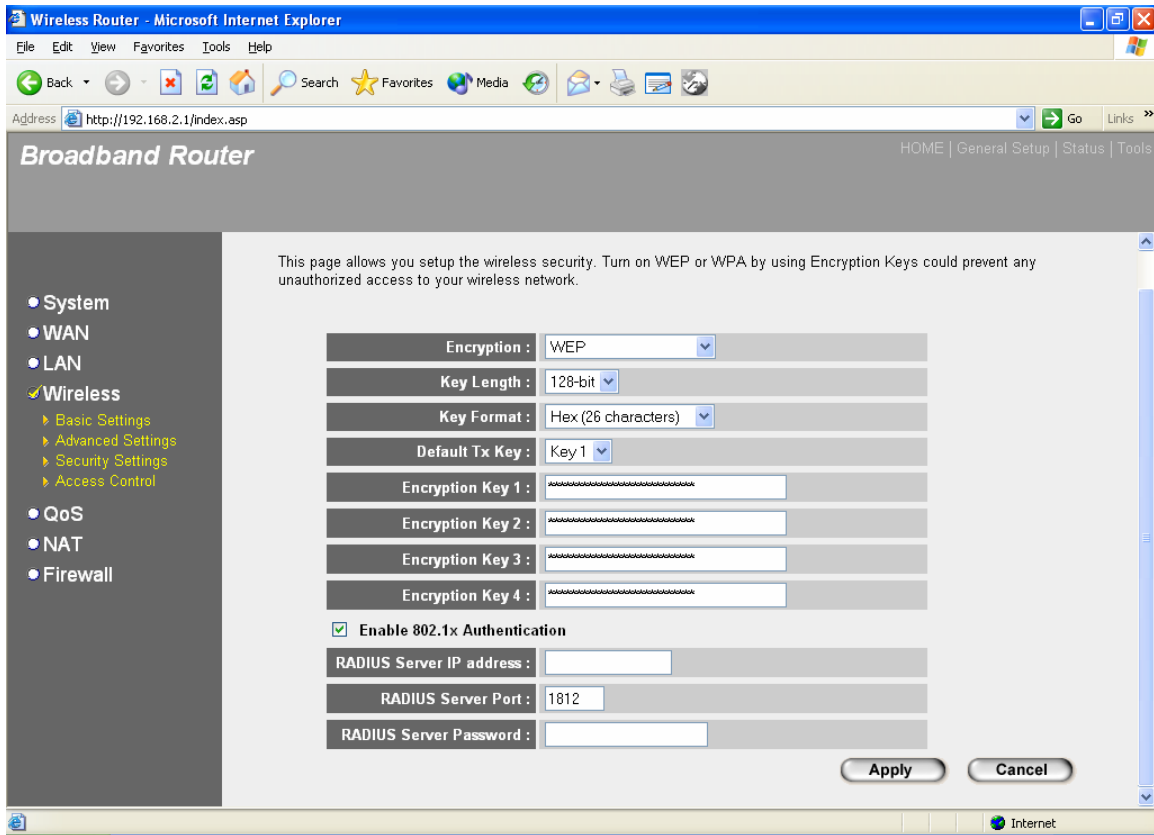 Wireless Router - Microsoft Internet Explorer
File Edit View Favorites Tools Help
Back Search Favorites Media
Address http://192.168.2.1/index.asp Go Links »
Broadband Router
HOME | General Setup | Status | Tools
System
WAN
LAN
Wireless
Basic Settings
Advanced Settings
Security Settings
Access Control
QoS
NAT
Firewall
This page allows you setup the wireless security. Turn on WEP or WPA by using Encryption Keys could prevent any
unauthorized access to your wireless network.
Encryption : WEP
Key Length : 128-bit
Key Format : Hex (26 characters)
Default Tx Key : Key 1
Encryption Key 1 : **************************
Encryption Key 2 : **************************
Encryption Key 3 : **************************
Encryption Key 4 : **************************
Enable 802.1x Authentication
RADIUS Server IP address :
RADIUS Server Port : 1812
RADIUS Server Password :
Apply Cancel
Internet